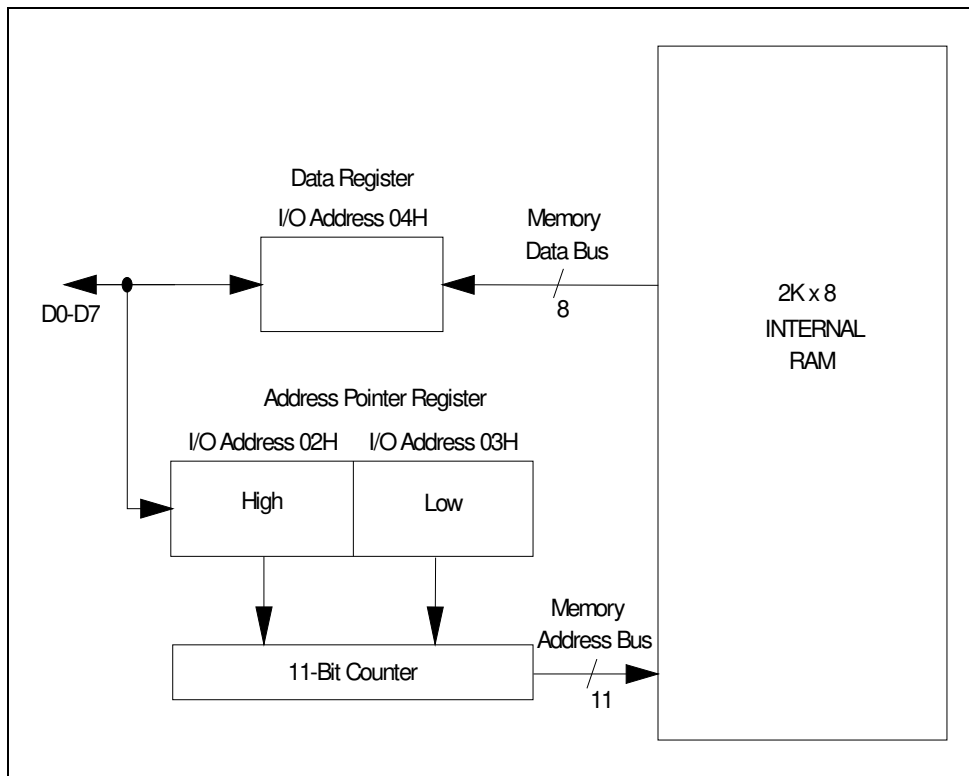 Data Register
I/O Address 04H
Memory
Data Bus
8
D0-D7
2K x 8
INTERNAL
RAM
Address Pointer Register
I/O Address 02H
I/O Address 03H
High
Low
Memory
Address Bus
11-Bit Counter
11